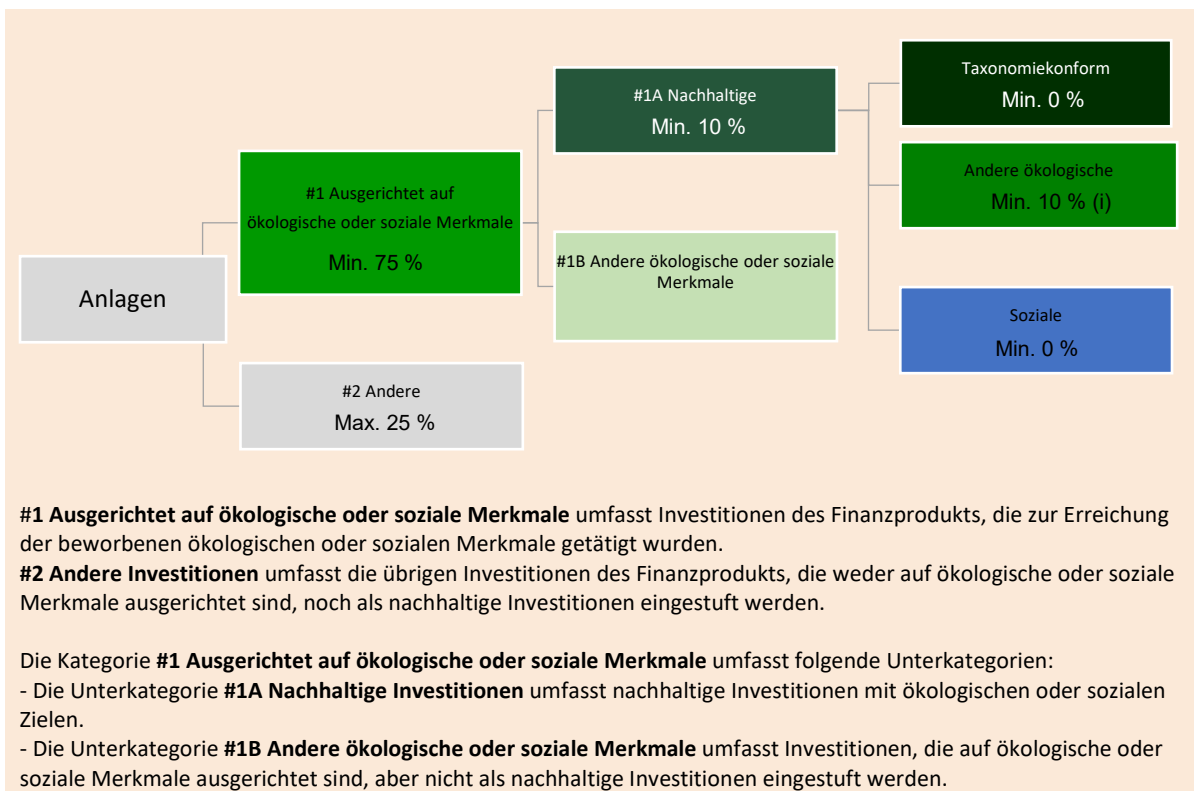 Anlagen
#1 Ausgerichtet auf
ökologische oder soziale Merkmale
Min. 75 %
#2 Andere
Max. 25 %
#1A Nachhaltige
Min. 10 %
#1B Andere ökologische oder soziale
Merkmale
Taxonomiekonform
Min. 0 %
Andere ökologische
Min. 10 % (i)
Soziale
Min. 0 %
#1 Ausgerichtet auf ökologische oder soziale Merkmale umfasst Investitionen des Finanzprodukts, die zur Erreichung
der beworbenen ökologischen oder sozialen Merkmale getätigt wurden.
#2 Andere Investitionen umfasst die übrigen Investitionen des Finanzprodukts, die weder auf ökologische oder soziale
Merkmale ausgerichtet sind, noch als nachhaltige Investitionen eingestuft werden.
Die Kategorie #1 Ausgerichtet auf ökologische oder soziale Merkmale umfasst folgende Unterkategorien:
- Die Unterkategorie #1A Nachhaltige Investitionen umfasst nachhaltige Investitionen mit ökologischen oder sozialen
Zielen.
- Die Unterkategorie #1B Andere ökologische oder soziale Merkmale umfasst Investitionen, die auf ökologische oder
soziale Merkmale ausgerichtet sind, aber nicht als nachhaltige Investitionen eingestuft werden.